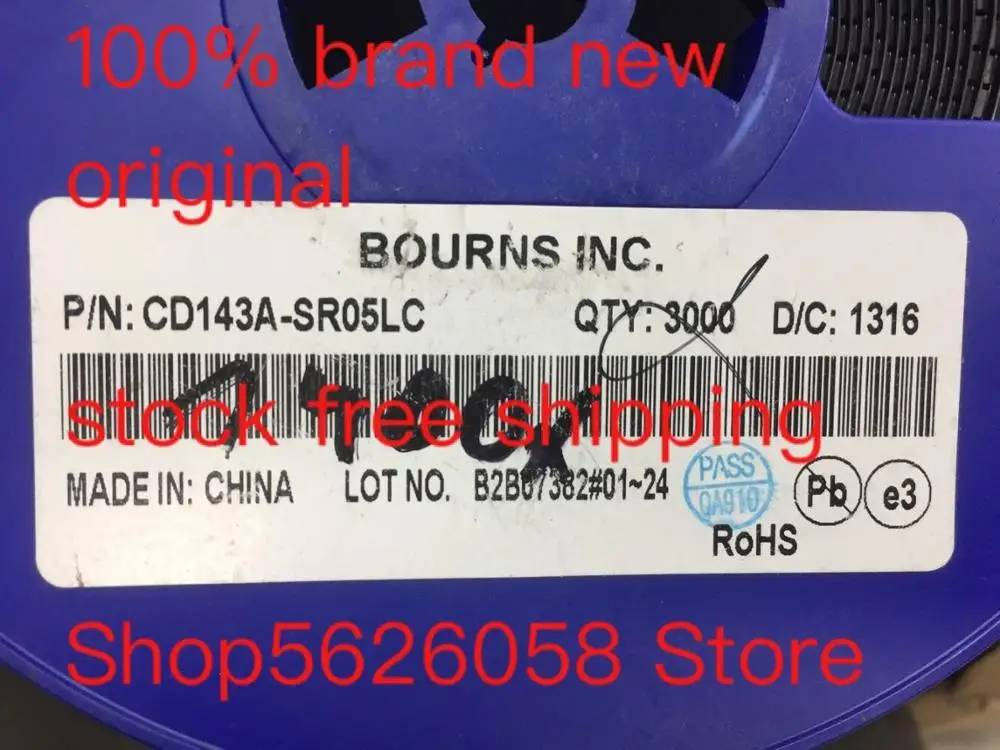 100% brand new
original
BOURNS INC.
P/N: CD143A-SR05LC QTY: 3000 D/C: 1316
stock free shipping
MADE IN: CHINA LOT NO. B2B67382#01~24
PASS
QA910
Pb
e3
RoHS
Shop5626058 Store